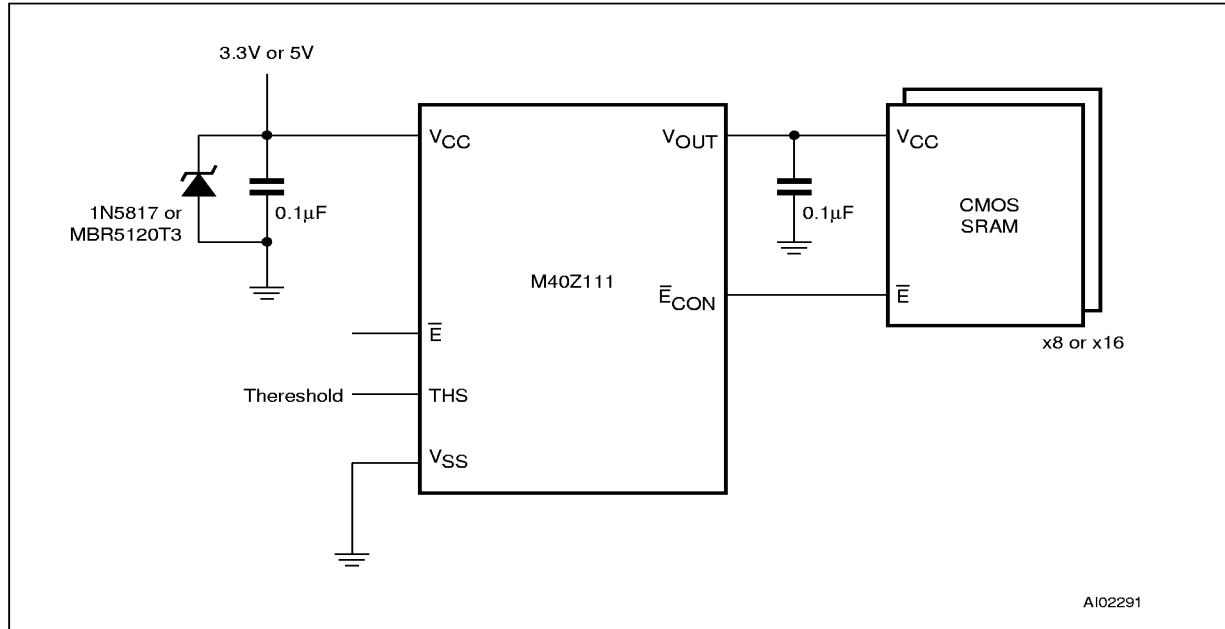 3.3V or 5V
VCC
VOUT
VCC
1N5817 or
MBR5120T3
0.1µF
0.1µF
CMOS
SRAM
M40Z111
E̅
E̅CON
E̅
x8 or x16
Thereshold
THS
VSS
AI02291